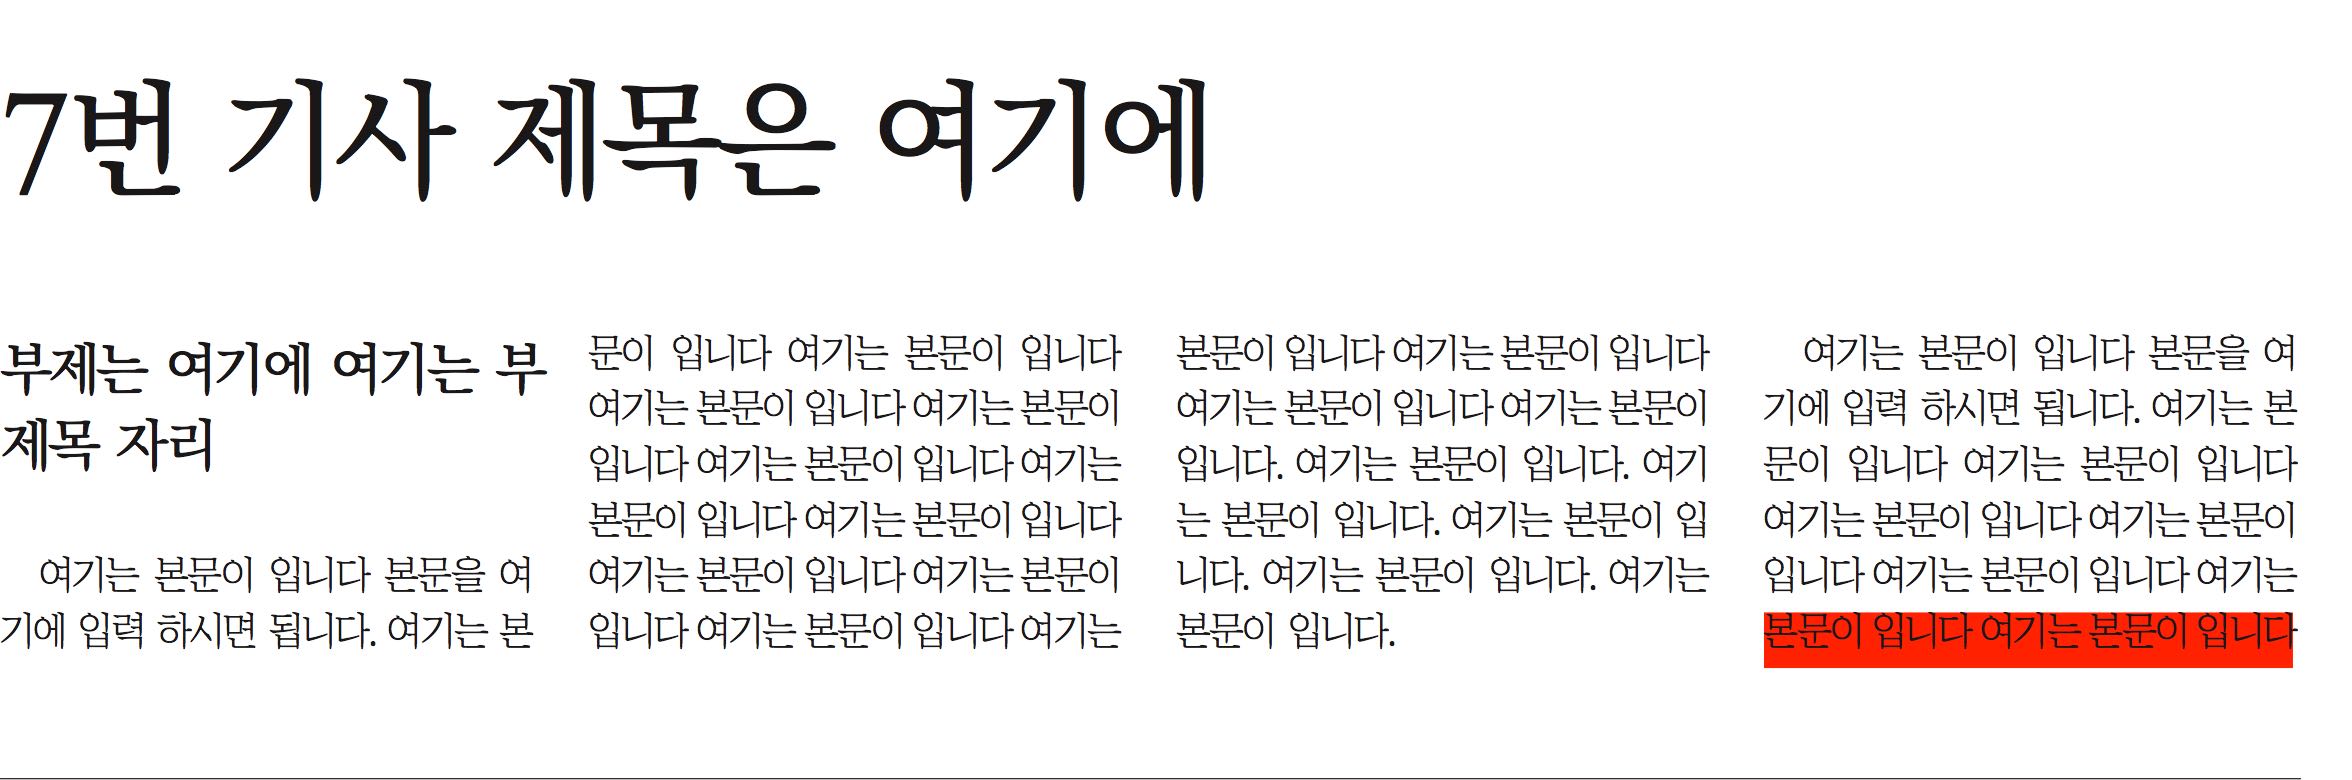 7번 기사 제목은 여기에
부제는 여기에 여기는 부
제목 자리
여기는 본문이 입니다 본문을 여
기에 입력 하시면 됩니다. 여기는 본
문이 입니다 여기는 본문이 입니다
여기는 본문이 입니다 여기는 본문이
입니다 여기는 본문이 입니다 여기는
본문이 입니다 여기는 본문이 입니다
여기는 본문이 입니다 여기는 본문이
입니다 여기는 본문이 입니다 여기는
본문이 입니다 여기는 본문이 입니다
여기는 본문이 입니다 여기는 본문이
입니다. 여기는 본문이 입니다. 여기
는 본문이 입니다. 여기는 본문이 입
니다. 여기는 본문이 입니다. 여기는
본문이 입니다.
여기는 본문이 입니다 본문을 여
기에 입력 하시면 됩니다. 여기는 본
문이 입니다 여기는 본문이 입니다
여기는 본문이 입니다 여기는 본문이
입니다 여기는 본문이 입니다 여기는
본문이 입니다 여기는 본문이 입니다